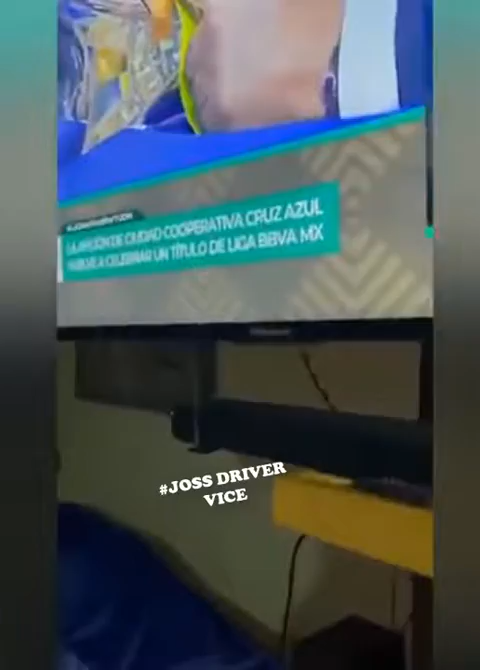 LA AFICIÓN DE CIUDAD COOPERATIVA CRUZ AZUL
VUELVE A CELEBRAR UN TÍTULO DE LIGA BBVA MX
#JOSS DRIVER
VICE